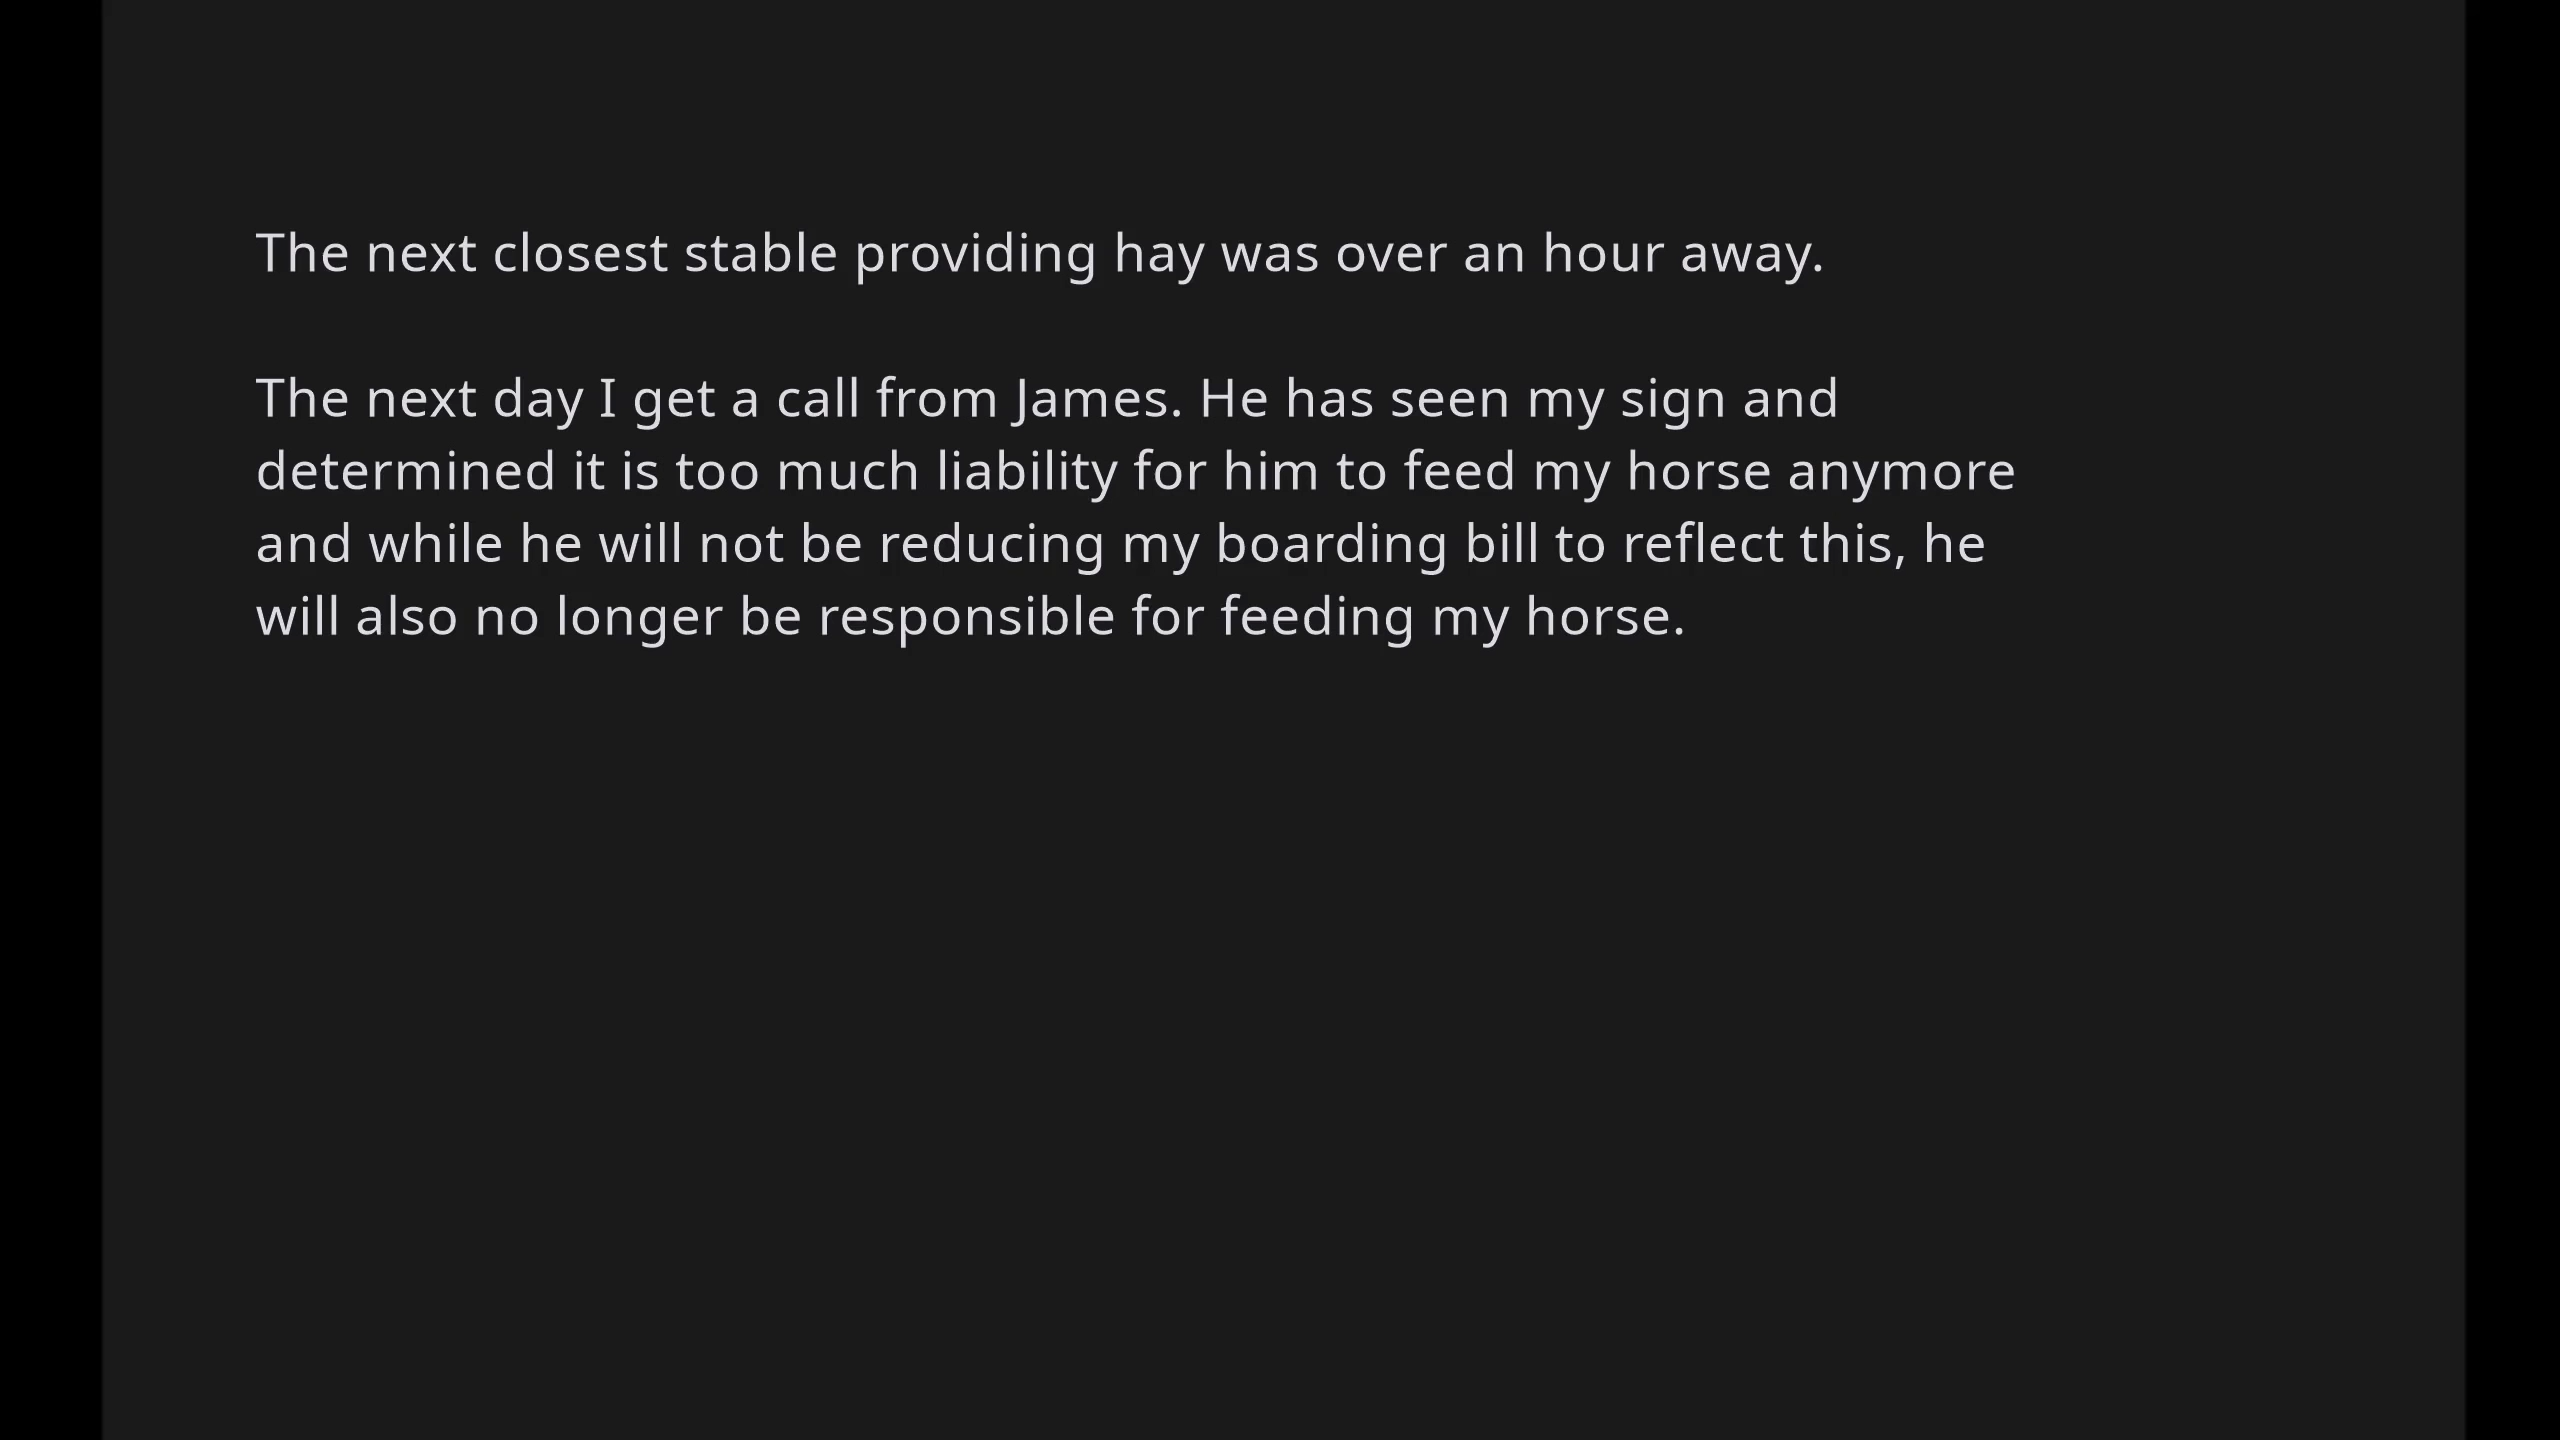 The next closest stable providing hay was over an hour away.
The next day I get a call from James. He has seen my sign and
determined it is too much liability for him to feed my horse anymore
and while he will not be reducing my boarding bill to reflect this, he
will also no longer be responsible for feeding my horse.